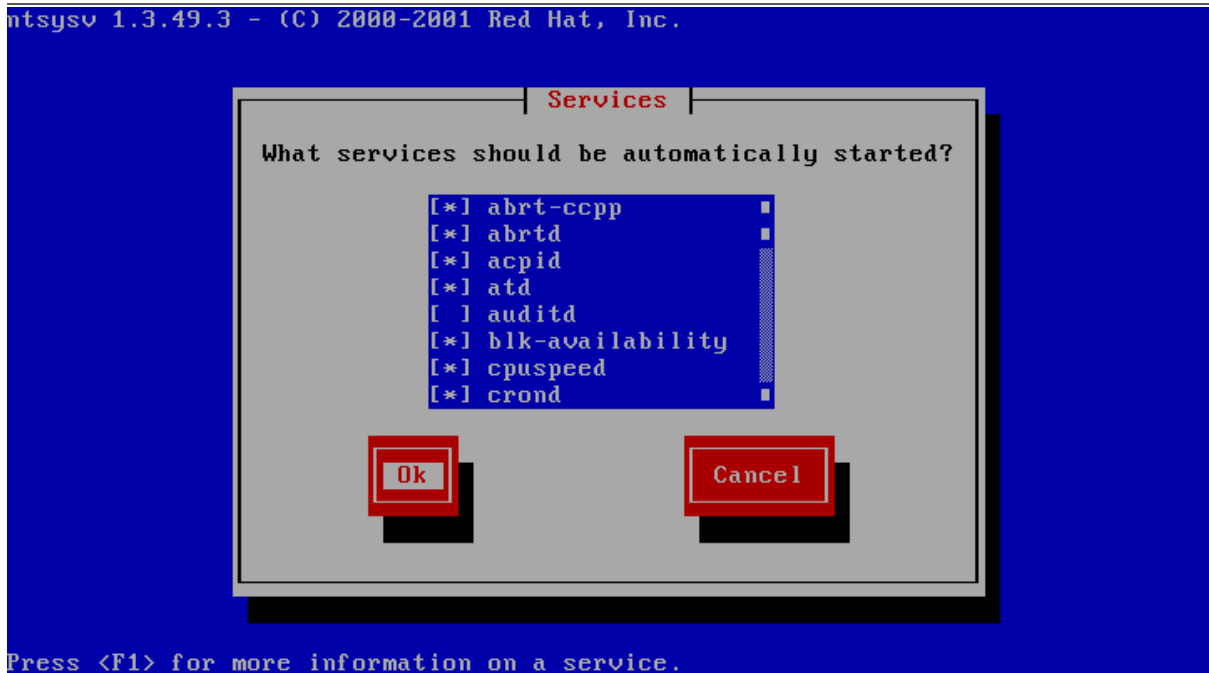 ntsysv 1.3.49.3 - (C) 2000-2001 Red Hat, Inc.
Services
What services should be automatically started?
[*] abrt-ccpp
[*] abrtd
[*] acpid
[*] atd
[ ] auditd
[*] blk-availability
[*] cpuspeed
[*] crond
Ok Cancel
Press <F1> for more information on a service.